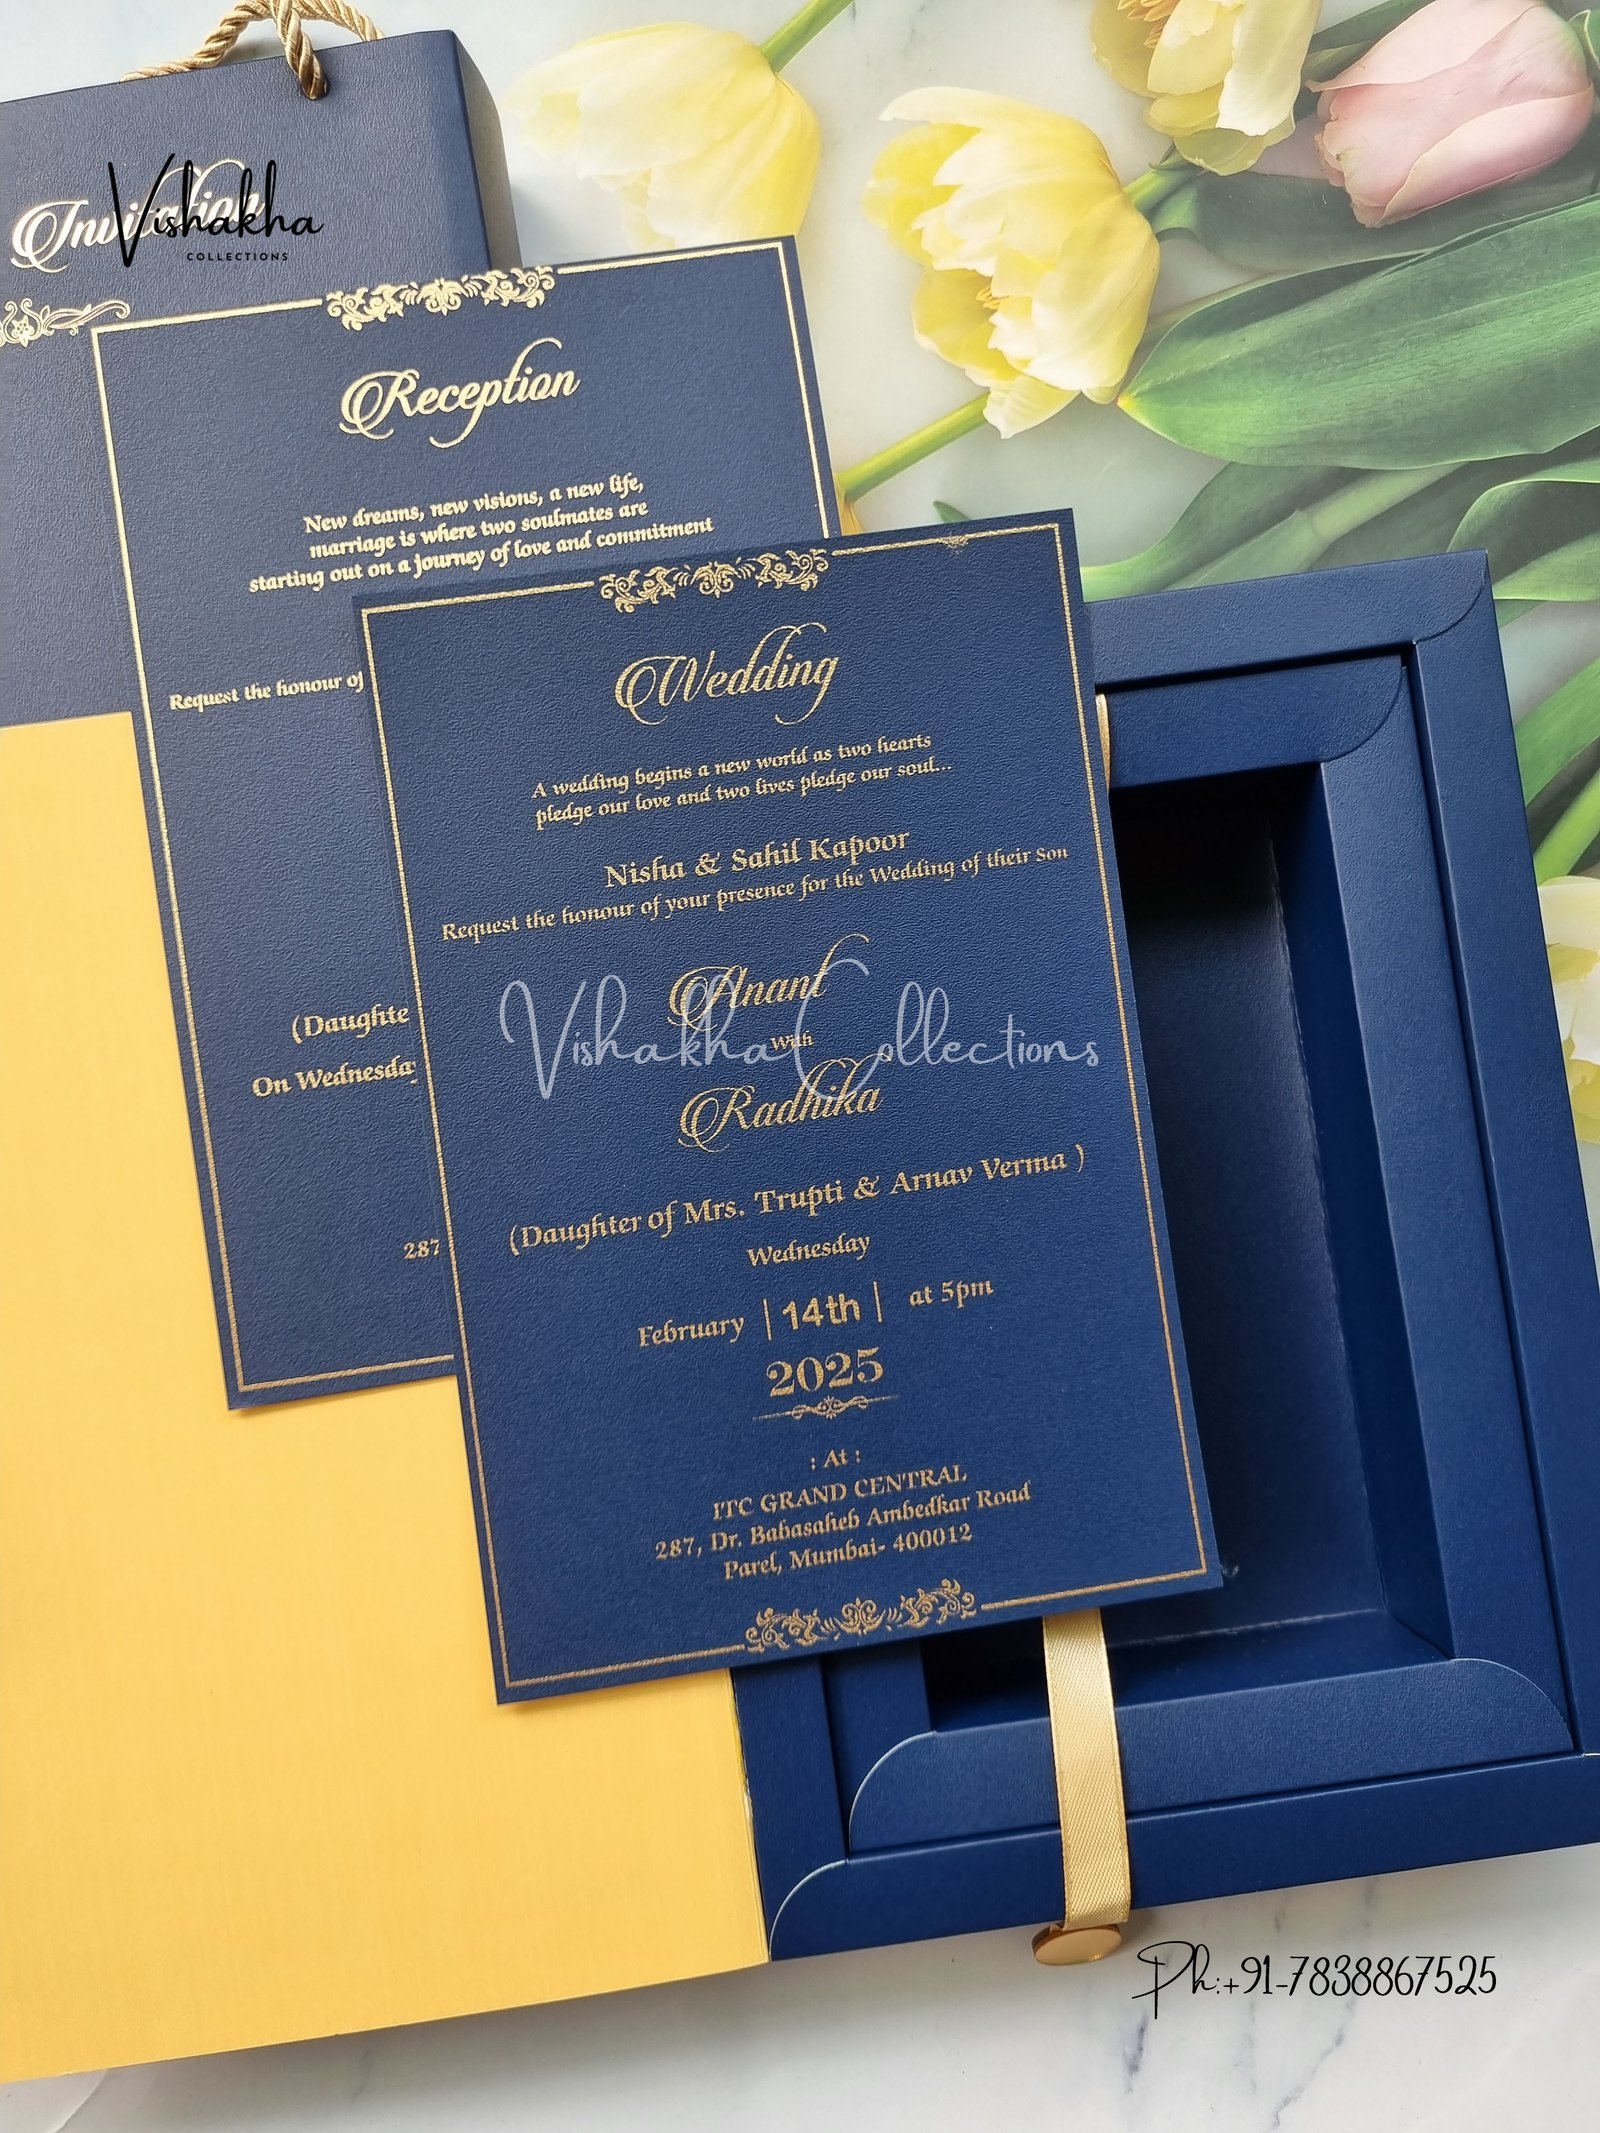 Invitation
Vishakha
COLLECTIONS
Reception
New dreams, new visions, a new life,
marriage is where two soulmates are
starting out on a journey of love and commitment
Request the honour of
(Daughte
On Wednesday
287
Wedding
A wedding begins a new world as two hearts
pledge our love and two lives pledge our soul...
Nisha & Sahil Kapoor
Request the honour of your presence for the Wedding of their Son
Anant
With
Radhika
Vishakha Collections
(Daughter of Mrs. Trupti & Arnav Verma )
Wednesday
February | 14th | at 5pm
2025
: At :
ITC GRAND CENTRAL
287, Dr. Babasaheb Ambedkar Road
Parel, Mumbai- 400012
Ph:+91-7838867525